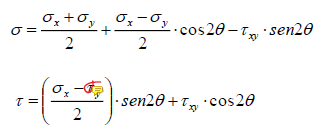 σ = (σx + σy)/2 + (σx − σy)/2 · cos2θ − τxy · sen2θ
τ = ((σx − σy)/2) · sen2θ + τxy · cos2θ